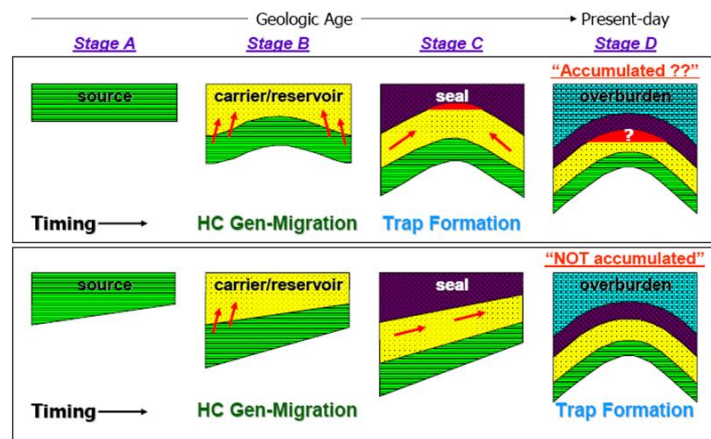 Geologic Age
Present-day
Stage A
Stage B
Stage C
Stage D
"Accumulated ??"
source
carrier/reservoir
seal
overburden
?
Timing
HC Gen-Migration
Trap Formation
"NOT accumulated"
source
carrier/reservoir
seal
overburden
Timing
HC Gen-Migration
Trap Formation